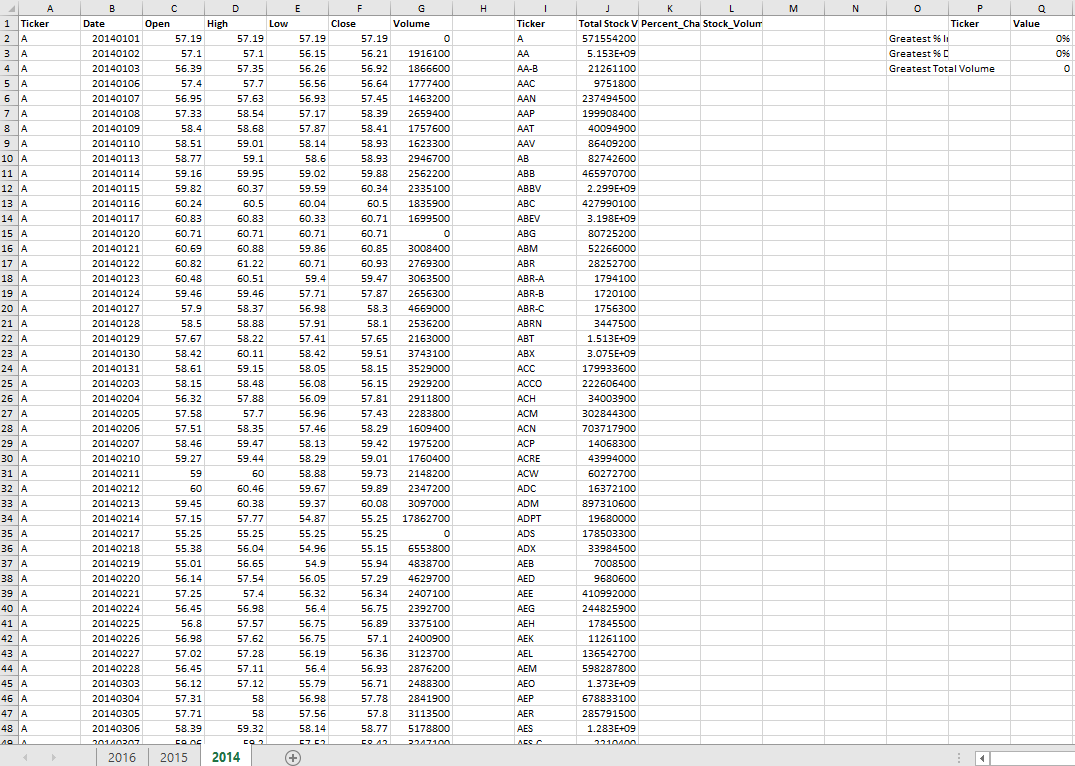 A B C D E F G H I J K L M N O P Q
1 Ticker Date Open High Low Close Volume Ticker Total Stock V Percent_Cha Stock_Volum Ticker Value
2 A 20140101 57.19 57.19 57.19 57.19 0 A 571554200 Greatest % In 0%
3 A 20140102 57.1 57.1 56.15 56.21 1916100 AA 5.153E+09 Greatest % D 0%
4 A 20140103 56.39 57.35 56.26 56.92 1866600 AA-B 21261100 Greatest Total Volume 0
5 A 20140106 57.4 57.7 56.56 56.64 1777400 AAC 9751800
6 A 20140107 56.95 57.63 56.93 57.45 1463200 AAN 237494500
7 A 20140108 57.33 58.54 57.17 58.39 2659400 AAP 199908400
8 A 20140109 58.4 58.68 57.87 58.41 1757600 AAT 40094900
9 A 20140110 58.51 59.01 58.14 58.93 1623300 AAV 86409200
10 A 20140113 58.77 59.1 58.6 58.93 2946700 AB 82742600
11 A 20140114 59.16 59.95 59.02 59.88 2562200 ABB 465970700
12 A 20140115 59.82 60.37 59.59 60.34 2335100 ABBV 2.299E+09
13 A 20140116 60.24 60.5 60.04 60.5 1835900 ABC 427990100
14 A 20140117 60.83 60.83 60.33 60.71 1699500 ABEV 3.198E+09
15 A 20140120 60.71 60.71 60.71 60.71 0 ABG 80725200
16 A 20140121 60.69 60.88 59.86 60.85 3008400 ABM 52266000
17 A 20140122 60.82 61.22 60.71 60.93 2769300 ABR 28252700
18 A 20140123 60.48 60.51 59.4 59.47 3063500 ABR-A 1794100
19 A 20140124 59.46 59.46 57.71 57.87 2656300 ABR-B 1720100
20 A 20140127 57.9 58.37 56.98 58.3 4669000 ABR-C 1756300
21 A 20140128 58.5 58.88 57.91 58.1 2536200 ABRN 3447500
22 A 20140129 57.67 58.22 57.41 57.65 2163000 ABT 1.513E+09
23 A 20140130 58.42 60.11 58.42 59.51 3743100 ABX 3.075E+09
24 A 20140131 58.61 59.15 58.05 58.15 3529000 ACC 179933600
25 A 20140203 58.15 58.48 56.08 56.15 2929200 ACCO 222606400
26 A 20140204 56.32 57.88 56.09 57.81 2911800 ACH 34003900
27 A 20140205 57.58 57.7 56.96 57.43 2283800 ACM 302844300
28 A 20140206 57.51 58.35 57.46 58.29 1609400 ACN 703717900
29 A 20140207 58.46 59.47 58.13 59.42 1975200 ACP 14068300
30 A 20140210 59.27 59.44 58.29 59.01 1760400 ACRE 43994000
31 A 20140211 59 60 58.88 59.73 2148200 ACW 60272700
32 A 20140212 60 60.46 59.67 59.89 2347200 ADC 16372100
33 A 20140213 59.45 60.38 59.37 60.08 3097000 ADM 897310600
34 A 20140214 57.15 57.77 54.87 55.25 17862700 ADPT 19680000
35 A 20140217 55.25 55.25 55.25 55.25 0 ADS 178503300
36 A 20140218 55.38 56.04 54.96 55.15 6553800 ADX 33984500
37 A 20140219 55.01 56.65 54.9 55.94 4838700 AEB 7008500
38 A 20140220 56.14 57.54 56.05 57.29 4629700 AED 9680600
39 A 20140221 57.25 57.4 56.32 56.34 2407100 AEE 410992000
40 A 20140224 56.45 56.98 56.4 56.75 2392700 AEG 244825900
41 A 20140225 56.8 57.57 56.75 56.89 3375100 AEH 17845500
42 A 20140226 56.98 57.62 56.75 57.1 2400900 AEK 11261100
43 A 20140227 57.02 57.28 56.19 56.36 3123700 AEL 136542700
44 A 20140228 56.45 57.11 56.4 56.93 2876200 AEM 598287800
45 A 20140303 56.12 57.12 55.79 56.71 2488300 AEO 1.373E+09
46 A 20140304 57.31 58 56.98 57.78 2841900 AEP 678833100
47 A 20140305 57.71 58 57.56 57.8 3113500 AER 285791500
48 A 20140306 58.39 59.32 58.14 58.77 5178800 AES 1.283E+09
49 A 20140307 59.06 59.2 57.52 58.42 3247100 AES-C 2210400
2016 2015 2014